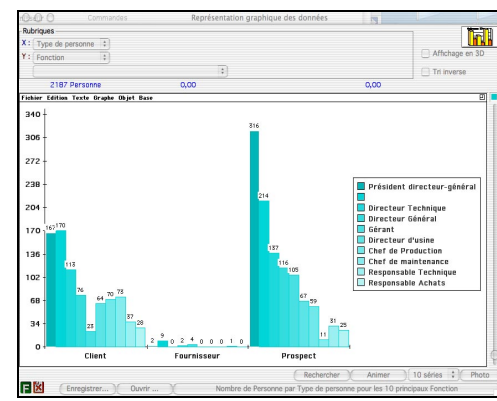 Commandes Représentation graphique des données
Rubriques
X : Type de personne
Affichage en 3D
Y : Fonction
Tri inverse
2187 Personne 0,00 0,00
Fichier Edition Texte Graphe Objet Base
340
306
272
238
204
170
136
102
68
34
0
167 170 113 76 23 64 70 73 37 28
2 9 0 2 4 0 0 0 1 0
316 214 137 116 105 67 59 11 31 25
Client Fournisseur Prospect
Président directeur-général
Directeur Technique
Directeur Général
Gérant
Directeur d'usine
Chef de Production
Chef de maintenance
Responsable Technique
Responsable Achats
Rechercher Animer 10 séries Photo
F Enregistrer... Ouvrir ... Nombre de Personne par Type de personne pour les 10 principaux Fonction